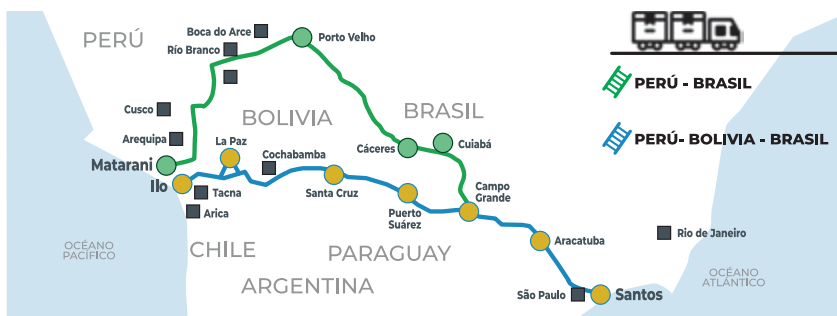 PERÚ
Boca do Arce
Porto Velho
Río Branco
PERÚ - BRASIL
Cusco
BOLIVIA
BRASIL
PERÚ- BOLIVIA - BRASIL
Arequipa
La Paz
Cuiabá
Cáceres
Cochabamba
Matarani
Ilo
Tacna
Santa Cruz
Campo
Grande
Arica
Puerto
Suárez
Rio de Janeiro
OCÉANO
PACÍFICO
CHILE
PARAGUAY
Aracatuba
OCÉANO
ATLÁNTICO
ARGENTINA
São Paulo
Santos